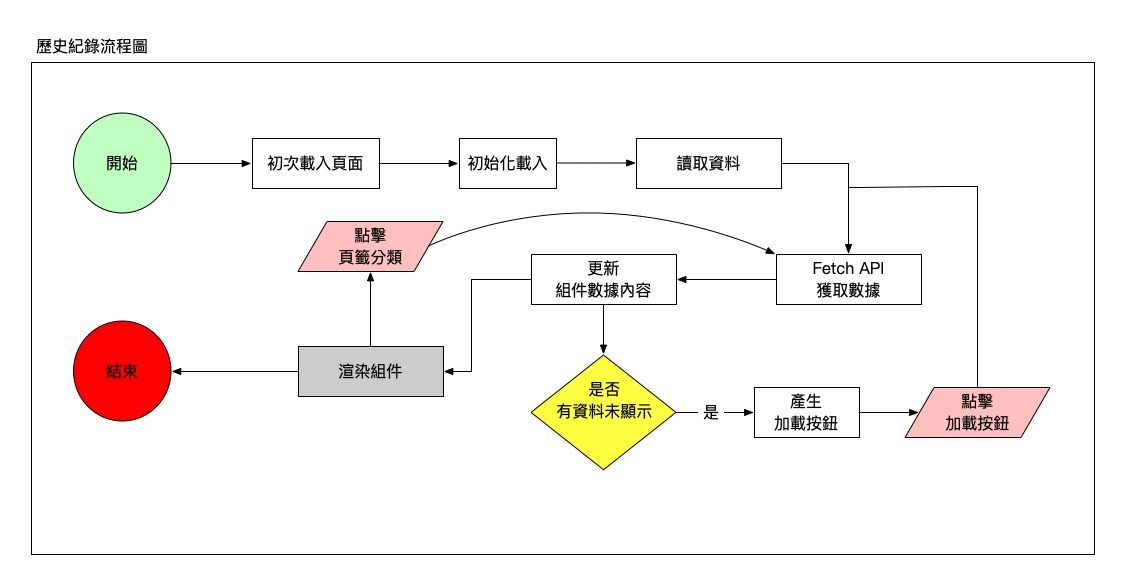 歷史紀錄流程圖
開始
初次載入頁面
初始化載入
讀取資料
點擊
頁籤分類
更新
組件數據內容
Fetch API
獲取數據
結束
渲染組件
是否
有資料未顯示
是
產生
加載按鈕
點擊
加載按鈕